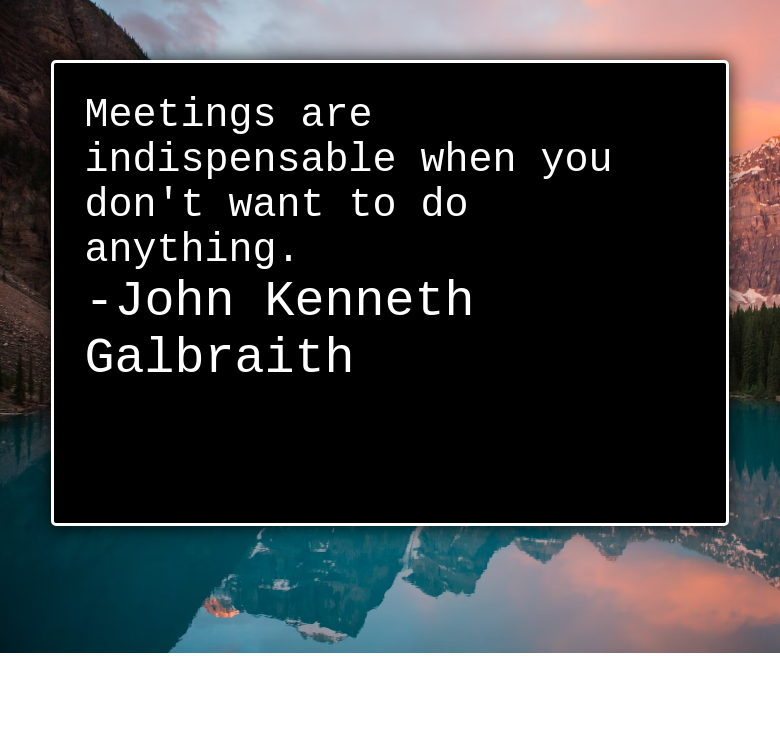 Meetings are
indispensable when you
don't want to do
anything.
-John Kenneth
Galbraith